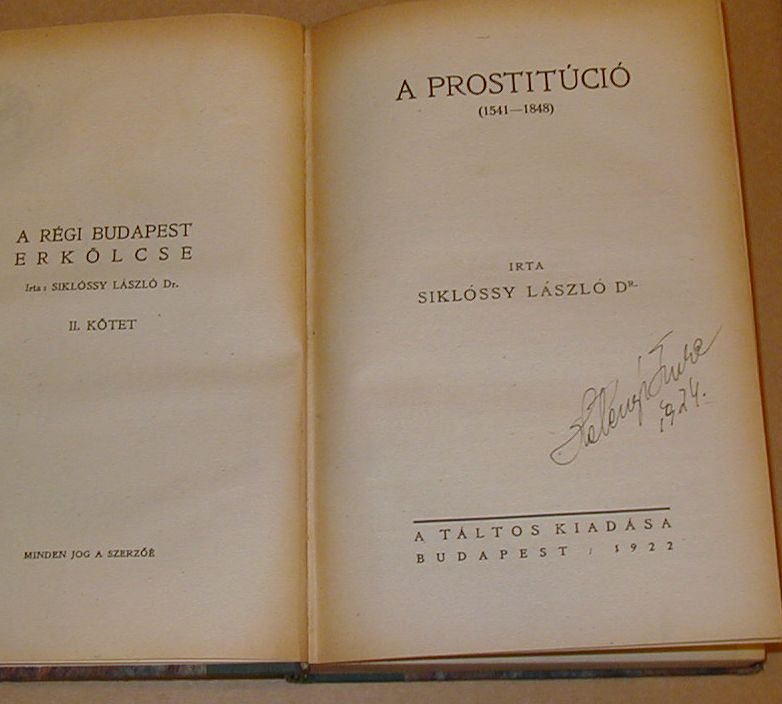 A RÉGI BUDAPEST
ERKÖLCSE
Irta: SIKLÓSSY LÁSZLÓ Dr.
II. KÖTET
MINDEN JOG A SZERZŐÉ
A PROSTITÚCIÓ
(1541—1848)
IRTA
SIKLÓSSY LÁSZLÓ DR.
1924.
A TÁLTOS KIADÁSA
BUDAPEST, 1922